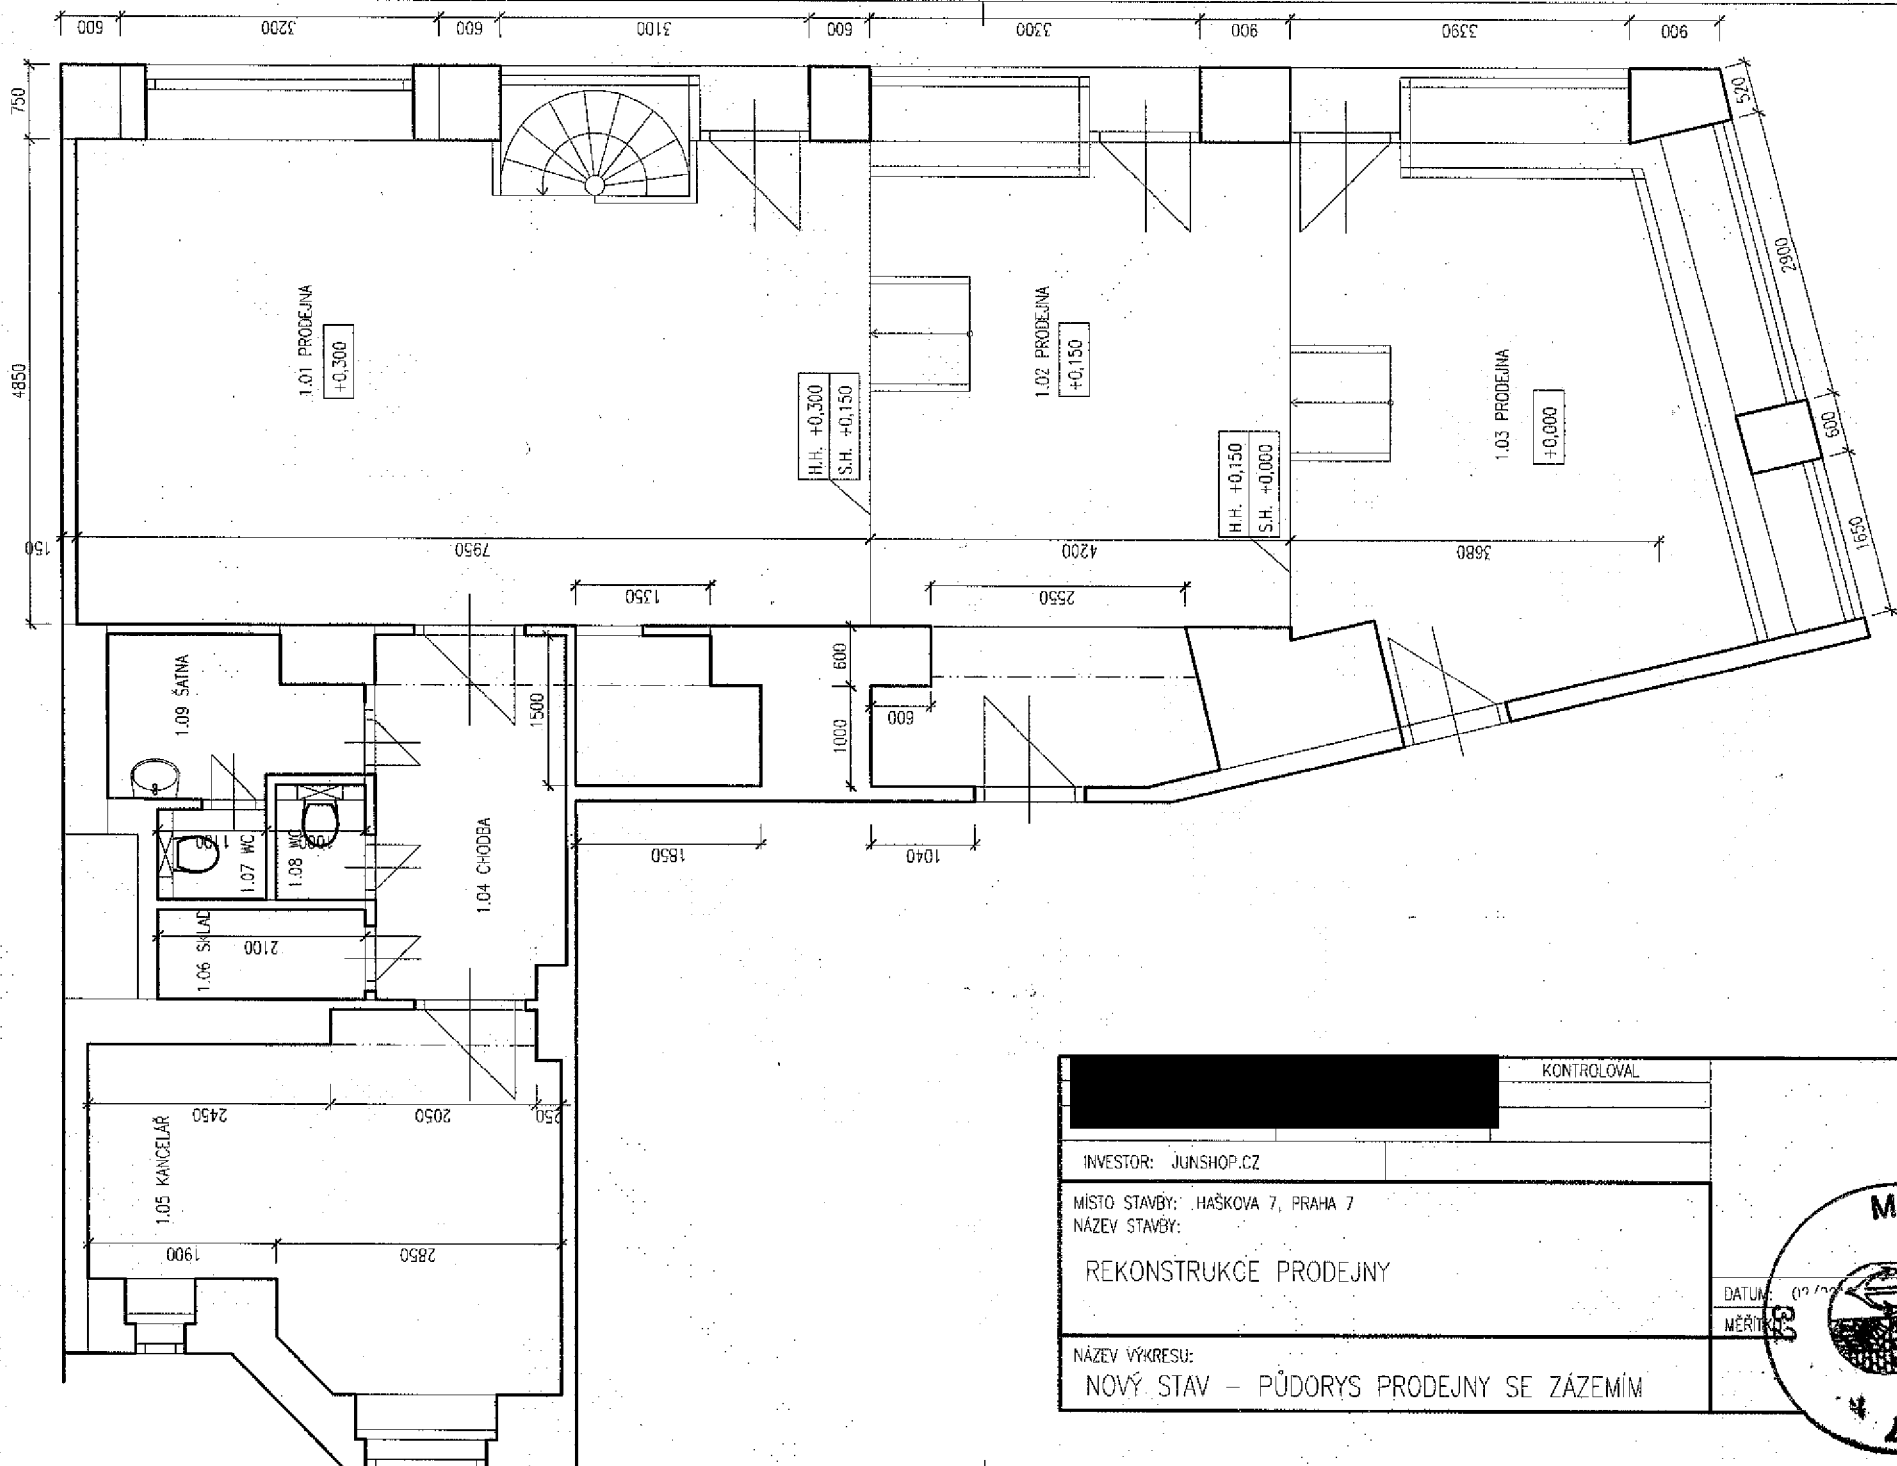 600
3200
600
3100
600
3300
900
3390
900
750
4850
150
520
2900
600
1650
1.01 PRODEJNA
+0,300
1.02 PRODEJNA
+0,150
1.03 PRODEJNA
+0,000
H.H. +0,300
S.H. +0,150
H.H. +0,150
S.H. +0,000
7950
4200
3680
1350
2550
1500
600
1000
600
1850
1040
1.09 ŠATNA
1.07 WC
1100
1.08 WC
1000
1.04 CHODBA
1.06 SKLAD
2100
2450
2050
250
1.05 KANCELÁŘ
1900
2850
KONTROLOVAL
INVESTOR: JUNSHOP.CZ
MÍSTO STAVBY: HAŠKOVA 7, PRAHA 7
NÁZEV STAVBY:
REKONSTRUKCE PRODEJNY
DATUM:
NÁZEV VÝKRESU:
NOVÝ STAV – PŮDORYS PRODEJNY SE ZÁZEMÍM
32
M